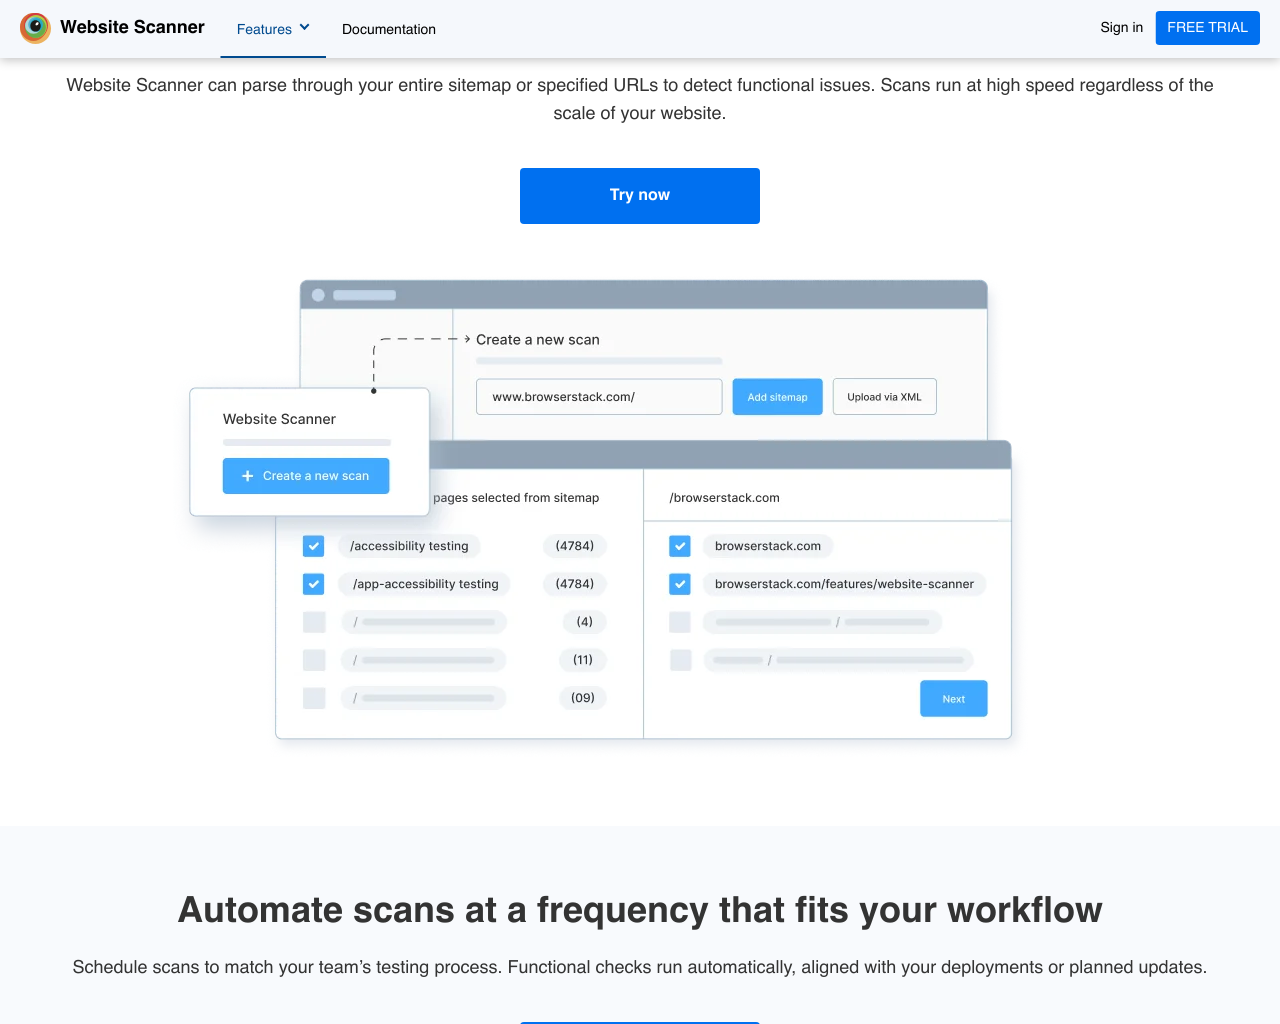 Website Scanner
Features
Documentation
Sign in
FREE TRIAL
Website Scanner can parse through your entire sitemap or specified URLs to detect functional issues. Scans run at high speed regardless of the
scale of your website.
Try now
Create a new scan
www.browserstack.com/
Add sitemap
Upload via XML
Website Scanner
+ Create a new scan
pages selected from sitemap
/accessibility testing
(4784)
/app-accessibility testing
(4784)
/
(4)
/
(11)
/
(09)
/browserstack.com
browserstack.com
browserstack.com/features/website-scanner
/
/
Next
Automate scans at a frequency that fits your workflow
Schedule scans to match your team’s testing process. Functional checks run automatically, aligned with your deployments or planned updates.